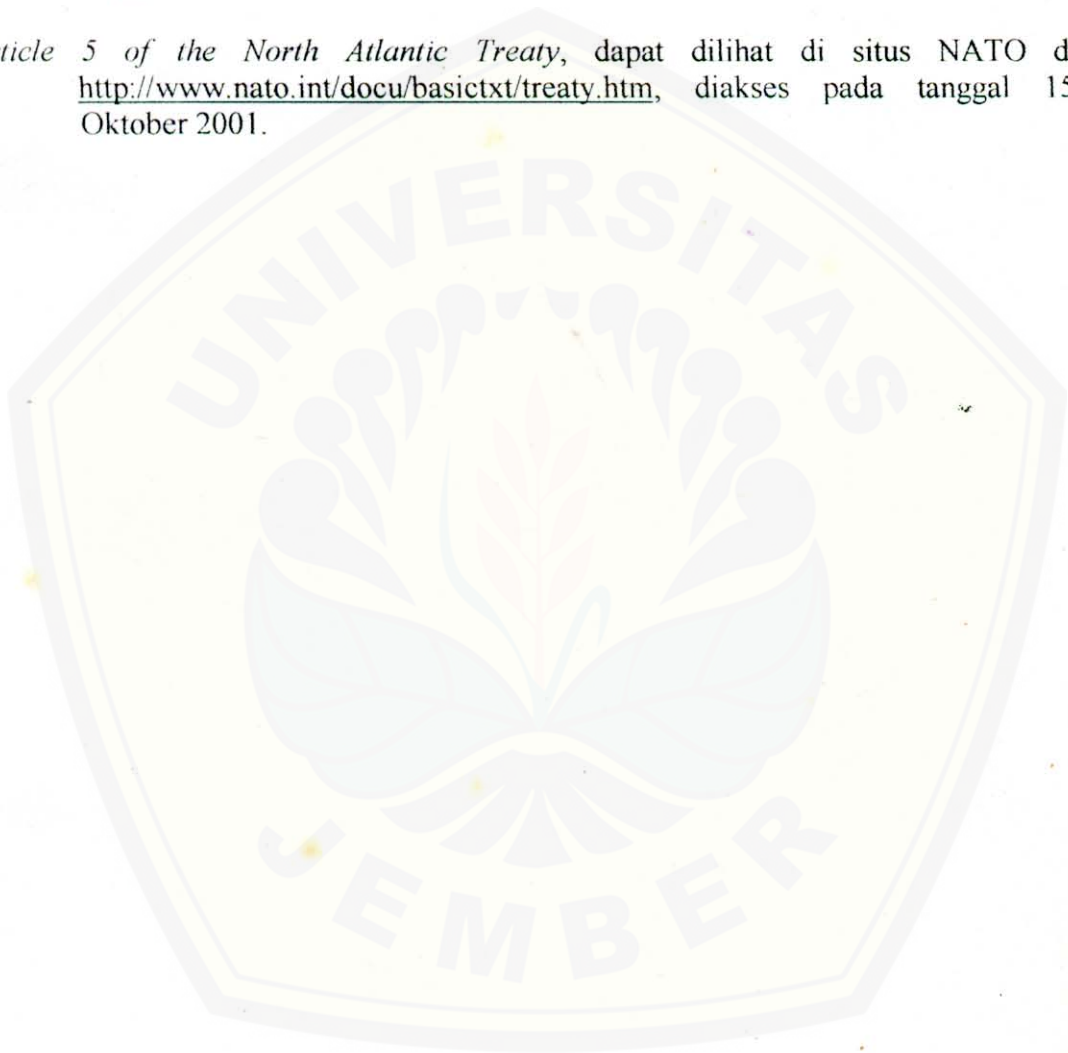 ticle 5 of the North Atlantic Treaty, dapat dilihat di situs NATO d
http://www.nato.int/docu/basictxt/treaty.htm, diakses pada tanggal 15
Oktober 2001.
UNIVERSITAS
JEMBER